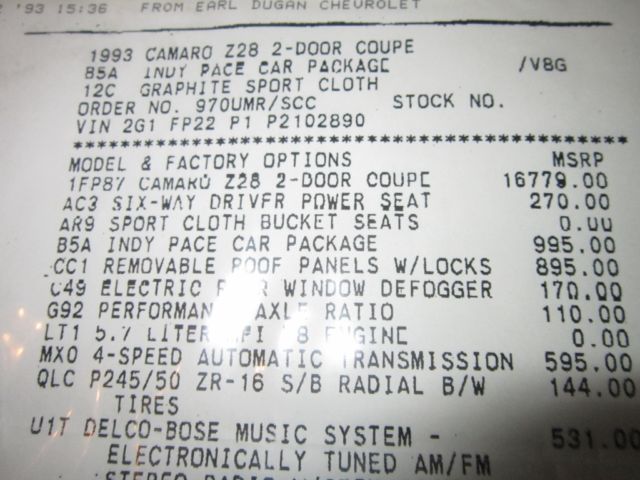 '93 15:36 FROM EARL DUGAN CHEVROLET
1993 CAMARO Z28 2-DOOR COUPE
B5A INDY PACE CAR PACKAGE /V8G
12C GRAPHITE SPORT CLOTH
ORDER NO. 970UMR/SCC STOCK NO.
VIN 2G1 FP22 P1 P2102890
****************************************************
MODEL & FACTORY OPTIONS MSRP
1FP87 CAMARO Z28 2-DOOR COUPE 16779.00
AC3 SIX-WAY DRIVER POWER SEAT 270.00
AR9 SPORT CLOTH BUCKET SEATS 0.00
B5A INDY PACE CAR PACKAGE 995.00
CC1 REMOVABLE ROOF PANELS W/LOCKS 895.00
C49 ELECTRIC WINDOW DEFOGGER 170.00
G92 PERFORMAN AXLE RATIO 110.00
LT1 5.7 LITER 8 ENGINE 0.00
MX0 4-SPEED AUTOMATIC TRANSMISSION 595.00
QLC P245/50 ZR-16 S/B RADIAL B/W 144.00
TIRES
U1T DELCO-BOSE MUSIC SYSTEM - 531.00
ELECTRONICALLY TUNED AM/FM
STEREO RADIO